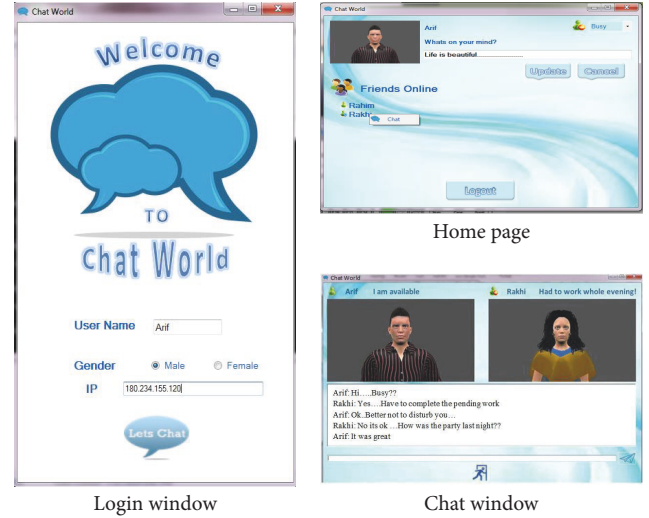 Chat World
Welcome
TO
Chat World
User Name Arif
Gender Male Female
IP 180.234.155.120
Lets Chat
Login window
Chat World
Arif Busy
Whats on your mind?
Life is beautiful...................
Update Cancel
Friends Online
Rahim
Rakhi
Chat
Logout
Home page
Chat World
Arif I am available Rakhi Had to work whole evening!
Arif: Hi.....Busy??
Rakhi: Yes....Have to complete the pending work
Arif: Ok..Better not to disturb you...
Rakhi: No its ok ...How was the party last night??
Arif: It was great
Chat window